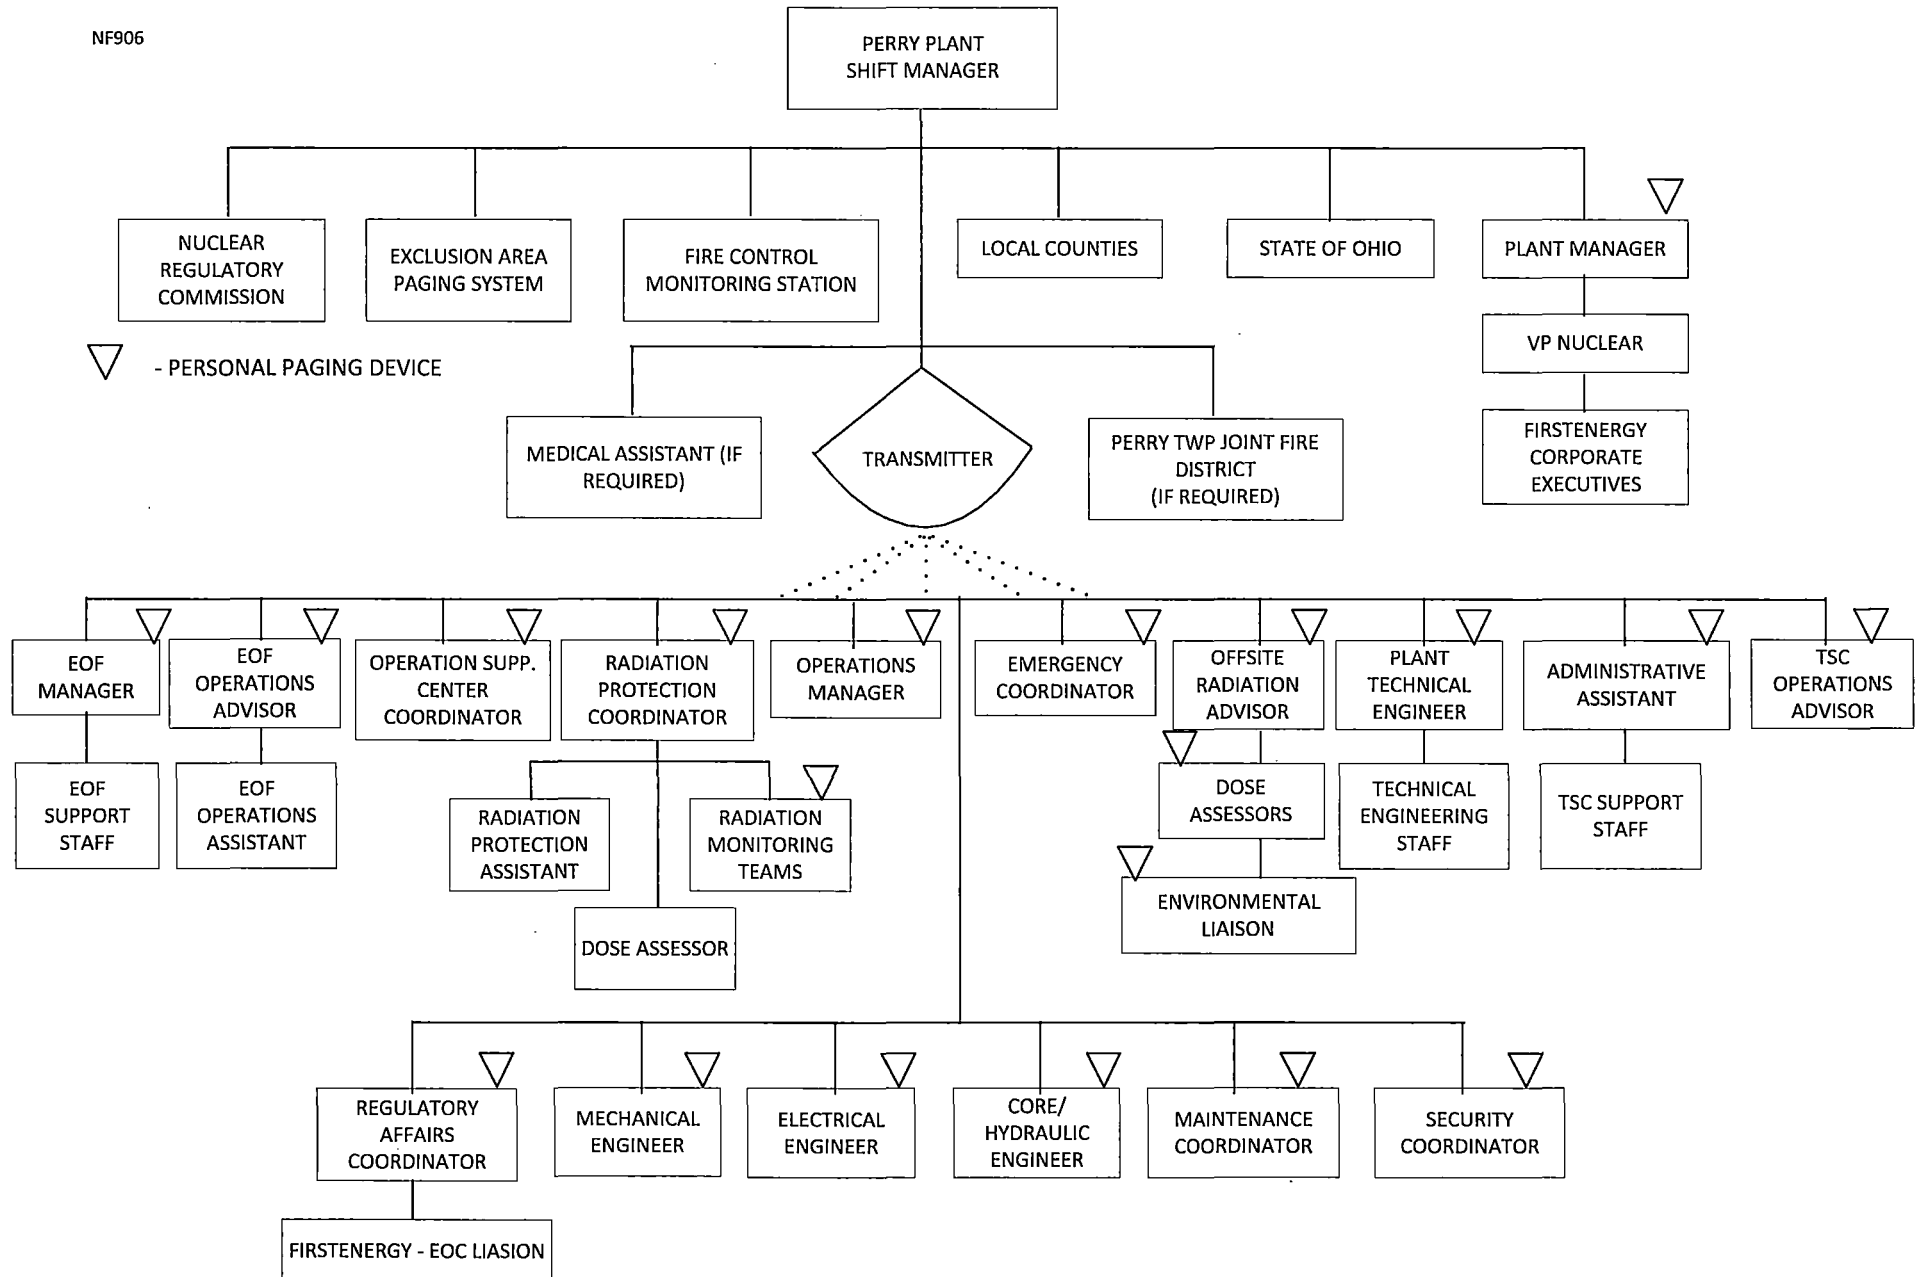 NF906
PERRY PLANT
SHIFT MANAGER
NUCLEAR
REGULATORY
COMMISSION
EXCLUSION AREA
PAGING SYSTEM
FIRE CONTROL
MONITORING STATION
LOCAL COUNTIES
STATE OF OHIO
PLANT MANAGER
VP NUCLEAR
FIRSTENERGY
CORPORATE
EXECUTIVES
- PERSONAL PAGING DEVICE
MEDICAL ASSISTANT (IF
REQUIRED)
TRANSMITTER
PERRY TWP JOINT FIRE
DISTRICT
(IF REQUIRED)
EOF
MANAGER
EOF
OPERATIONS
ADVISOR
OPERATION SUPP.
CENTER
COORDINATOR
RADIATION
PROTECTION
COORDINATOR
OPERATIONS
MANAGER
EMERGENCY
COORDINATOR
OFFSITE
RADIATION
ADVISOR
PLANT
TECHNICAL
ENGINEER
ADMINISTRATIVE
ASSISTANT
TSC
OPERATIONS
ADVISOR
EOF
SUPPORT
STAFF
EOF
OPERATIONS
ASSISTANT
RADIATION
PROTECTION
ASSISTANT
RADIATION
MONITORING
TEAMS
DOSE ASSESSOR
DOSE
ASSESSORS
ENVIRONMENTAL
LIAISON
TECHNICAL
ENGINEERING
STAFF
TSC SUPPORT
STAFF
REGULATORY
AFFAIRS
COORDINATOR
MECHANICAL
ENGINEER
ELECTRICAL
ENGINEER
CORE/
HYDRAULIC
ENGINEER
MAINTENANCE
COORDINATOR
SECURITY
COORDINATOR
FIRSTENERGY - EOC LIASION